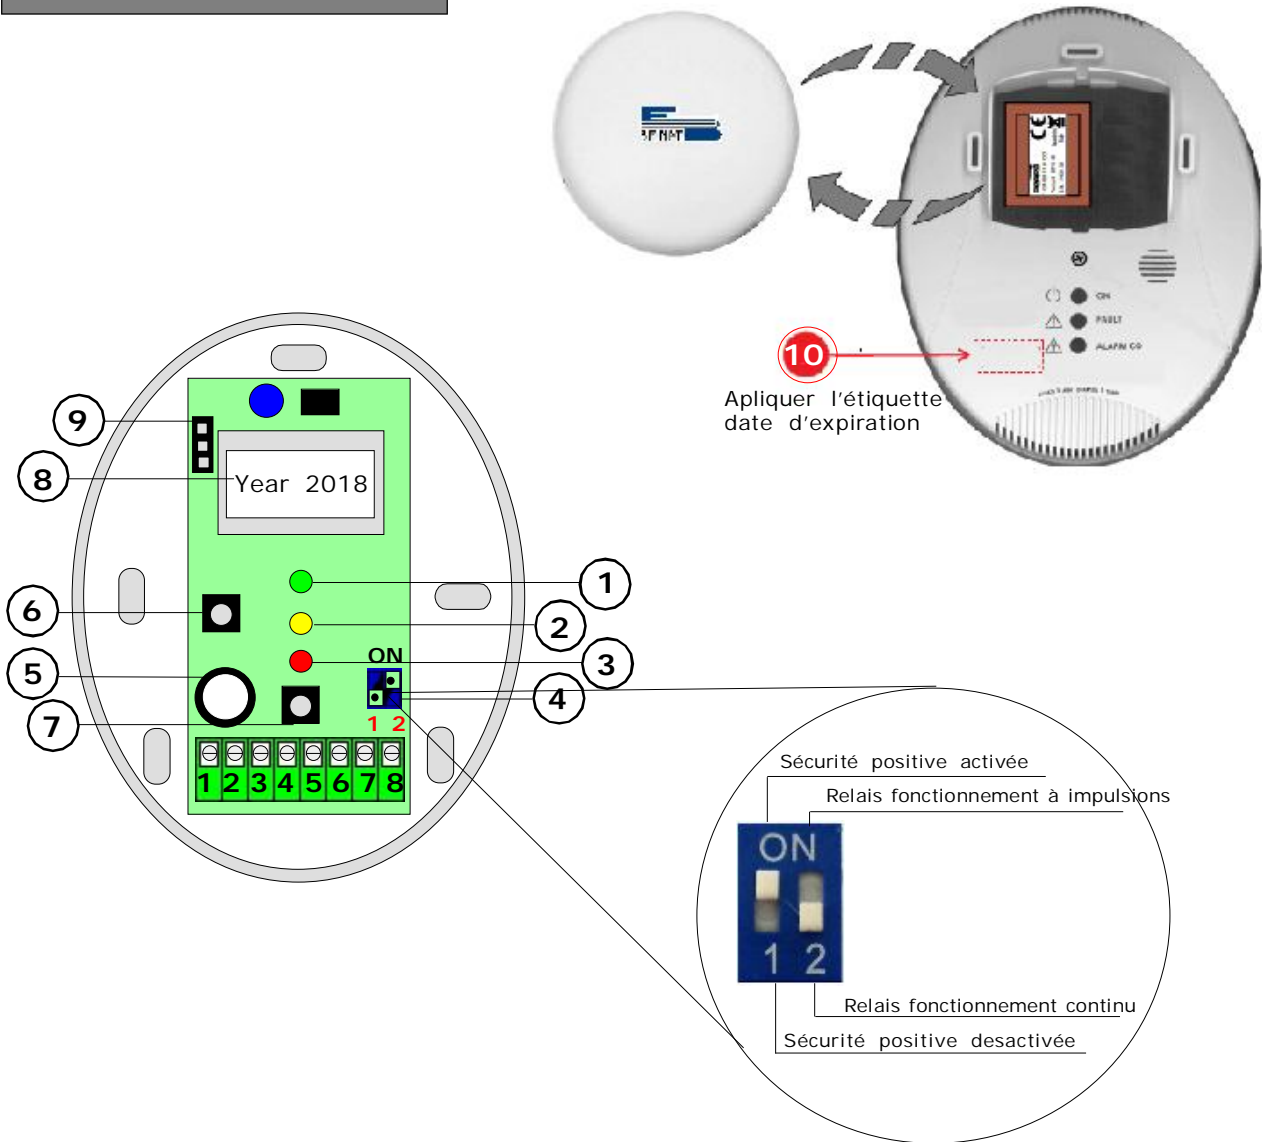 ON
FAULT
ALARM CO
10
Apliquer l'étiquette
date d'expiration
9
8
Year 2018
1
6
2
ON
3
5
4
7
1 2
1 2 3 4 5 6 7 8
Sécurité positive activée
Relais fonctionnement à impulsions
ON
1 2
Relais fonctionnement continu
Sécurité positive desactivée